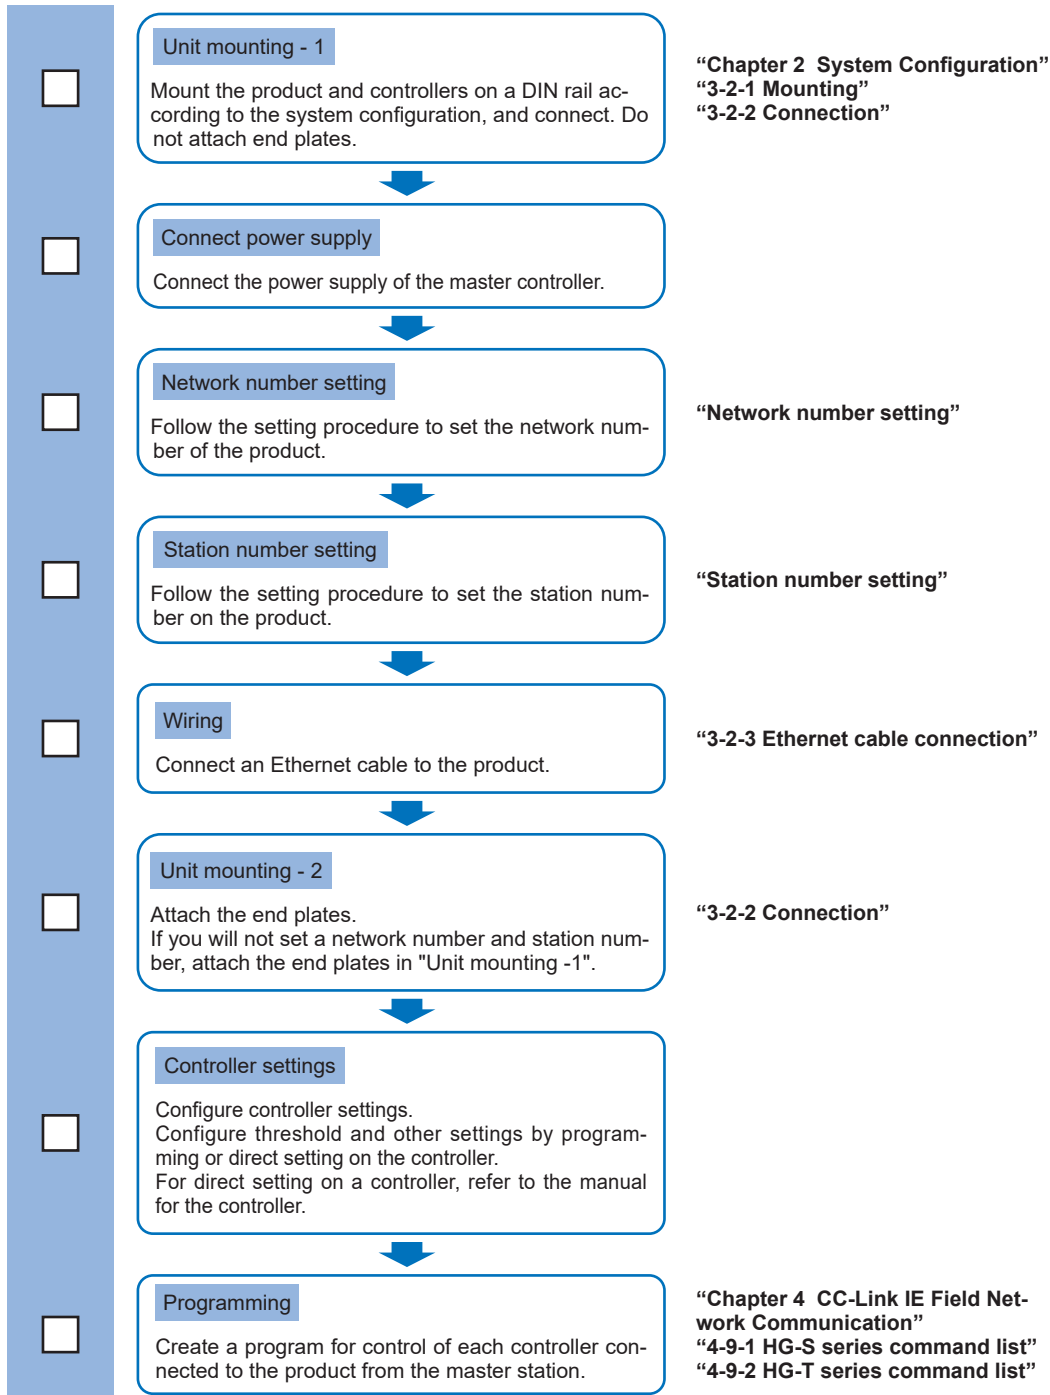 Unit mounting - 1
Mount the product and controllers on a DIN rail ac-
cording to the system configuration, and connect. Do
not attach end plates.
“Chapter 2  System Configuration”
“3-2-1 Mounting”
“3-2-2 Connection”
Connect power supply
Connect the power supply of the master controller.
Network number setting
Follow the setting procedure to set the network num-
ber of the product.
“Network number setting”
Station number setting
Follow the setting procedure to set the station num-
ber on the product.
“Station number setting”
Wiring
Connect an Ethernet cable to the product.
“3-2-3 Ethernet cable connection”
Unit mounting - 2
Attach the end plates.
If you will not set a network number and station num-
ber, attach the end plates in "Unit mounting -1".
“3-2-2 Connection”
Controller settings
Configure controller settings.
Configure threshold and other settings by program-
ming or direct setting on the controller.
For direct setting on a controller, refer to the manual
for the controller.
Programming
Create a program for control of each controller con-
nected to the product from the master station.
“Chapter 4  CC-Link IE Field Net-
work Communication”
“4-9-1 HG-S series command list”
“4-9-2 HG-T series command list”